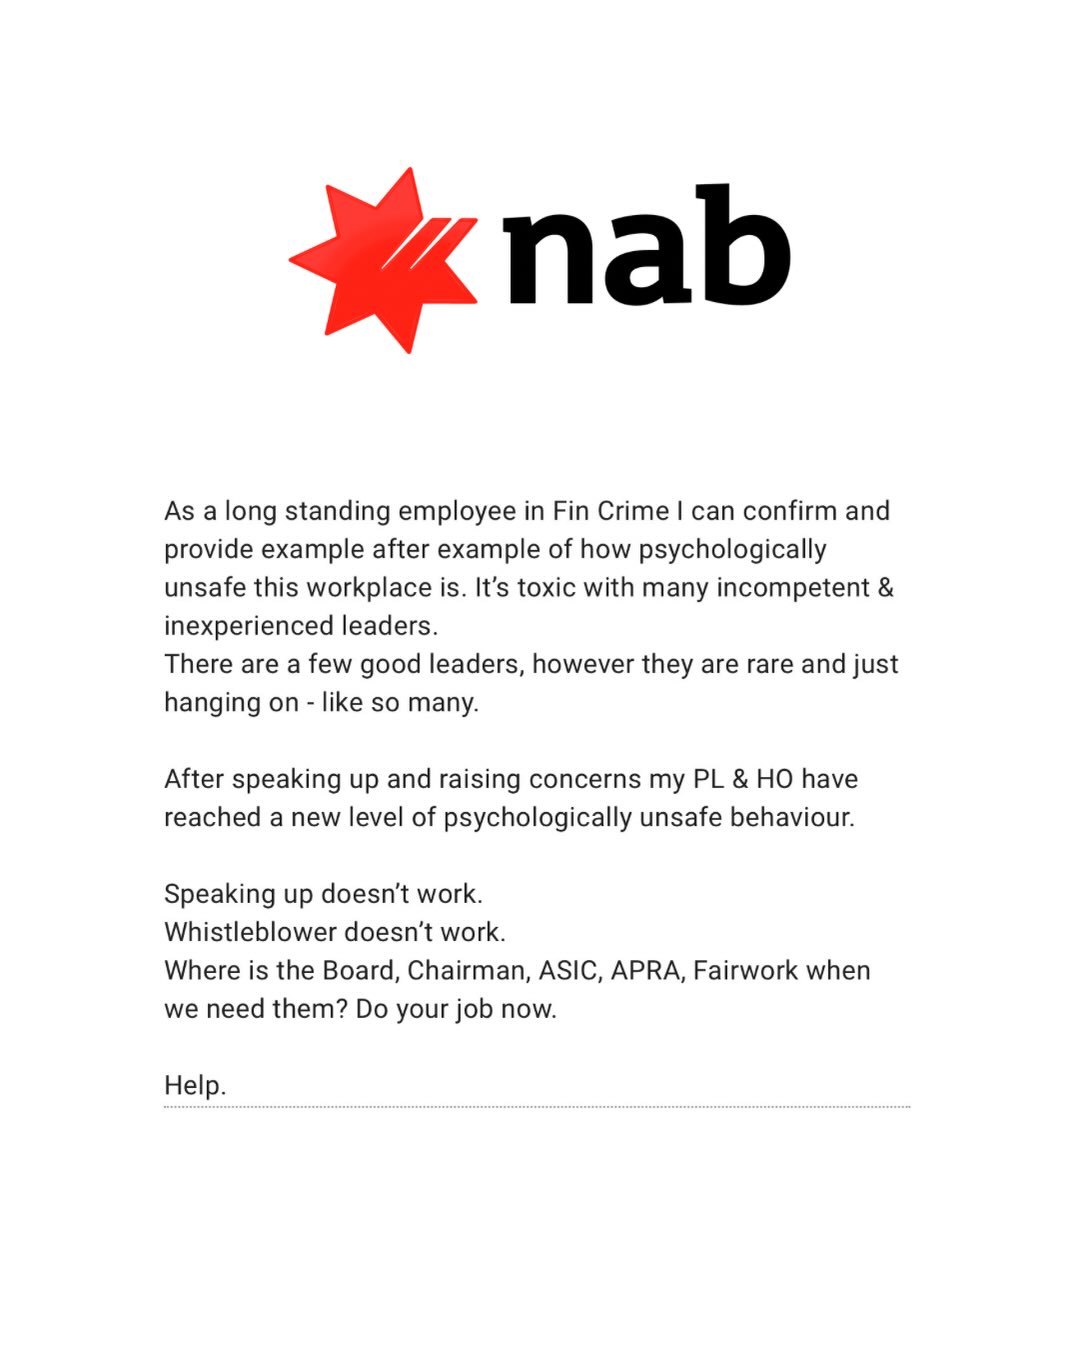 nab
As a long standing employee in Fin Crime I can confirm and
provide example after example of how psychologically
unsafe this workplace is. It’s toxic with many incompetent &
inexperienced leaders.
There are a few good leaders, however they are rare and just
hanging on - like so many.
After speaking up and raising concerns my PL & HO have
reached a new level of psychologically unsafe behaviour.
Speaking up doesn’t work.
Whistleblower doesn’t work.
Where is the Board, Chairman, ASIC, APRA, Fairwork when
we need them? Do your job now.
Help.